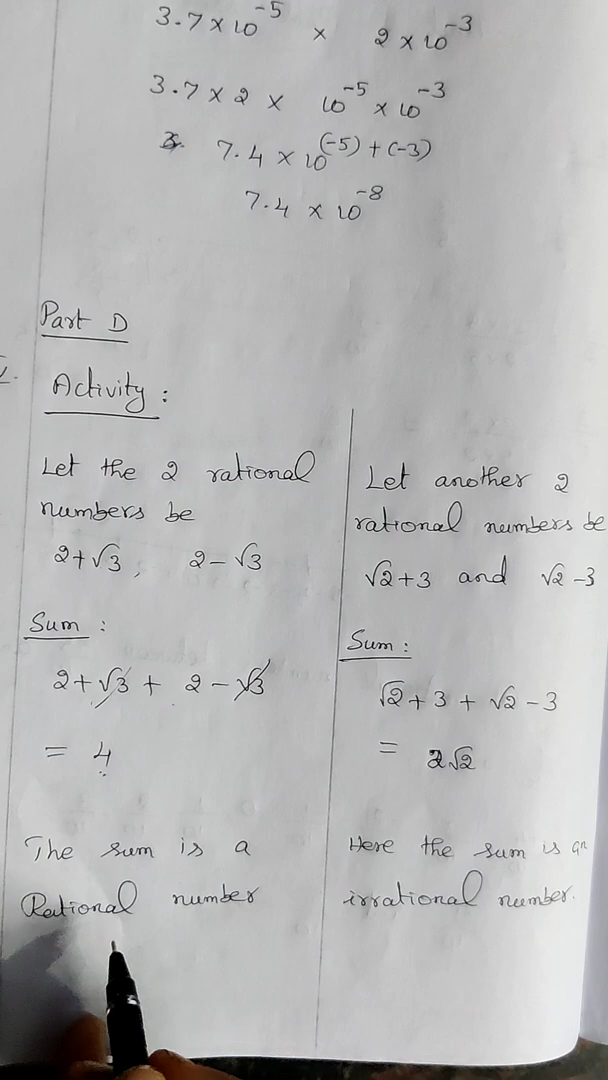 3.7 × 10⁻⁵ × 2 × 10⁻³
3.7 × 2 × 10⁻⁵ × 10⁻³
7.4 × 10⁽⁻⁵⁾ ⁺ ⁽⁻³⁾
7.4 × 10⁻⁸
Part D
Activity :
Let the 2 rational
numbers be
2+√3, 2-√3
Sum :
2+√3 + 2-√3
= 4
The sum is a
Rational number
Let another 2
rational numbers be
√2+3 and √2-3
Sum :
√2+3 + √2-3
= 2√2
Here the sum is an
irrational number.